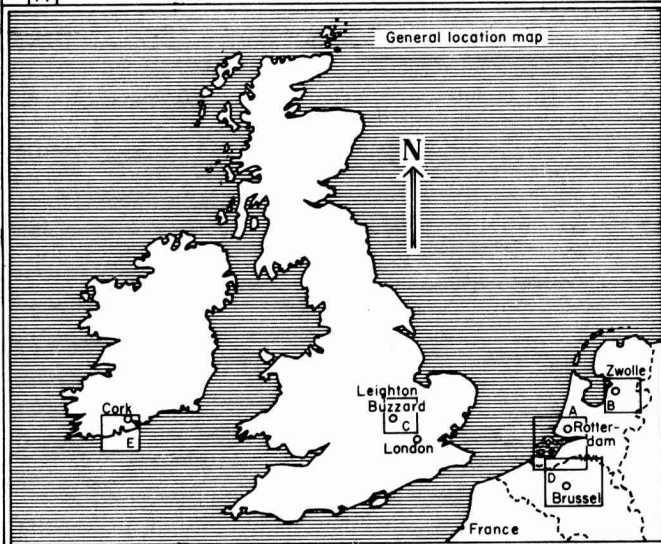 General location map
N
Zwolle
B
Leighton
Buzzard
C
London
A
Rotter-
dam
Cork
E
D
Brussel
France